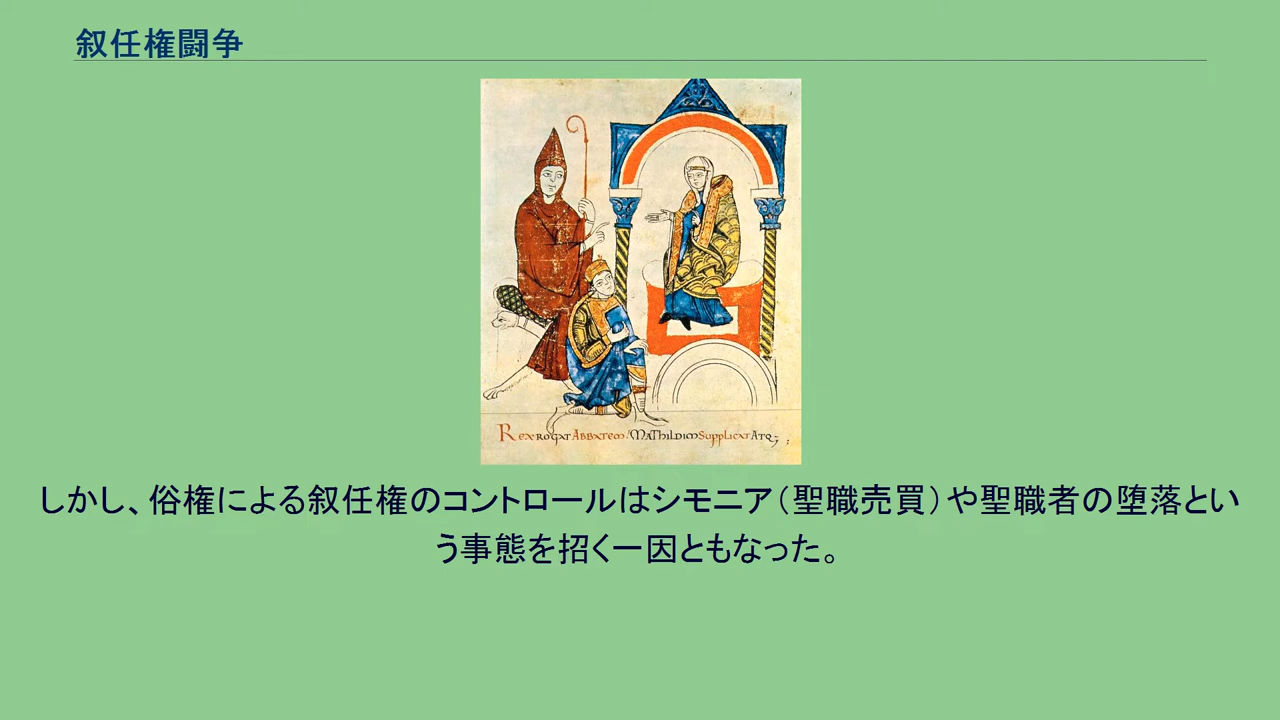 叙任権闘争
Rex rogat Abbatem Mathildim Supplicat Atq;
しかし、俗権による叙任権のコントロールはシモニア（聖職売買）や聖職者の堕落とい
う事態を招く一因ともなった。